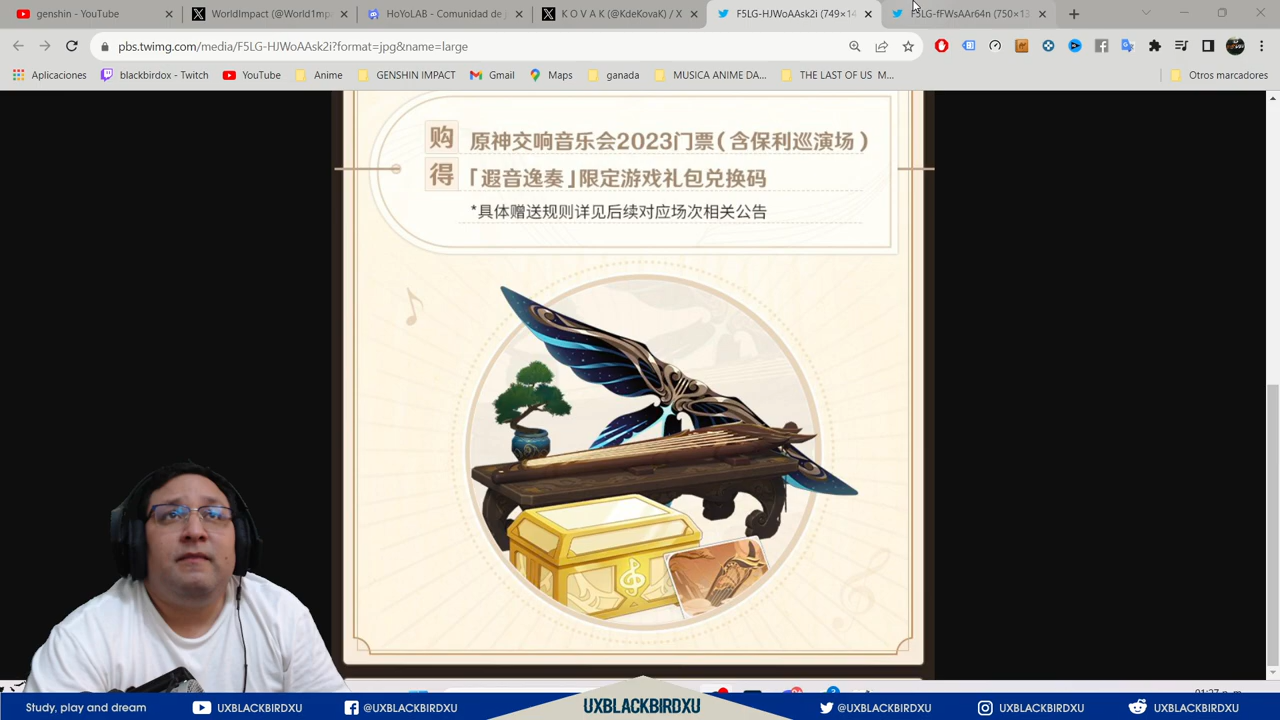 genshin - YouTube
WorldImpact (@World1mp
HoYoLAB - Comunidad de j
K O V A K (@KdeKovaK) / X
F5LG-HJWoAAsk2i (749×14
F5LG-fFWsAAr64n (750×13
pbs.twimg.com/media/F5LG-HJWoAAsk2i?format=jpg&name=large
Aplicaciones
blackbirdox - Twitch
YouTube
Anime
GENSHIN IMPACT
Gmail
Maps
ganada
MUSICA ANIME DA...
THE LAST OF US M...
Otros marcadores
购 原神交响音乐会2023门票(含保利巡演场)
得 「遐音逸奏」限定游戏礼包兑换码
*具体赠送规则详见后续对应场次相关公告
Study, play and dream
UXBLACKBIRDXU
@UXBLACKBIRDXU
UXBLACKBIRDXU
@UXBLACKBIRDXU
UXBLACKBIRDXU
UXBLACKBIRDXU